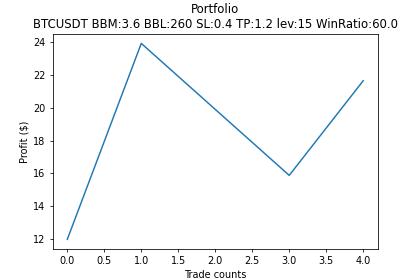 Portfolio
BTCUSDT BBM:3.6 BBL:260 SL:0.4 TP:1.2 lev:15 WinRatio:60.0
24
22
20
18
16
14
12
Profit ($)
0.0 0.5 1.0 1.5 2.0 2.5 3.0 3.5 4.0
Trade counts